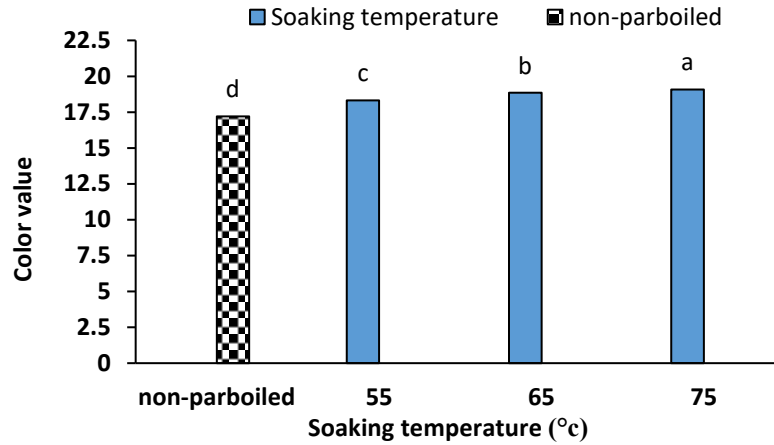 Soaking temperature non-parboiled
22.5
20
17.5
15
12.5
10
7.5
5
2.5
0
Color value
d
c
b
a
non-parboiled 55 65 75
Soaking temperature (°c)